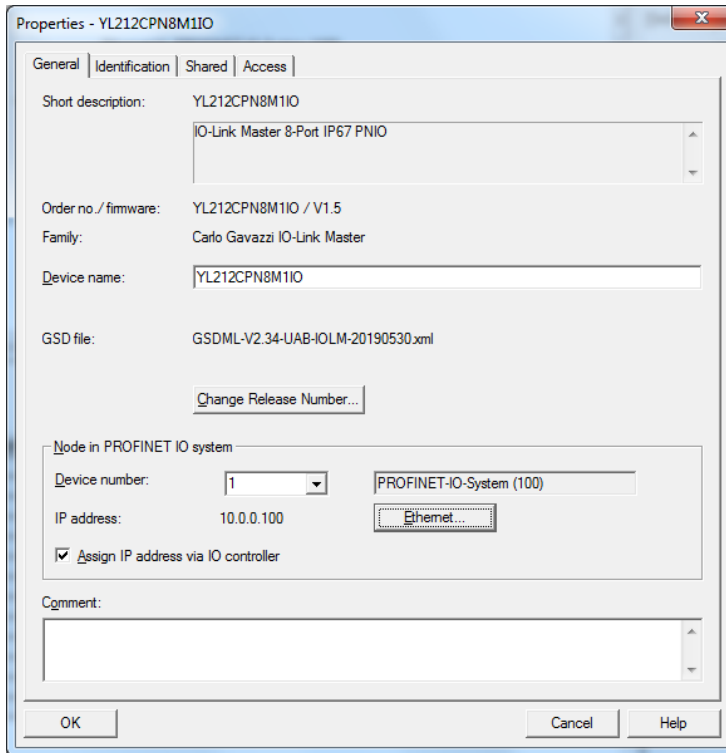 Properties - YL212CPN8M1IO
General Identification Shared Access
Short description: YL212CPN8M1IO
IO-Link Master 8-Port IP67 PNIO
Order no./ firmware: YL212CPN8M1IO / V1.5
Family: Carlo Gavazzi IO-Link Master
Device name: YL212CPN8M1IO
GSD file: GSDML-V2.34-UAB-IOLM-20190530.xml
Change Release Number...
Node in PROFINET IO system
Device number: 1 PROFINET-IO-System (100)
IP address: 10.0.0.100 Ethernet...
Assign IP address via IO controller
Comment:
OK Cancel Help